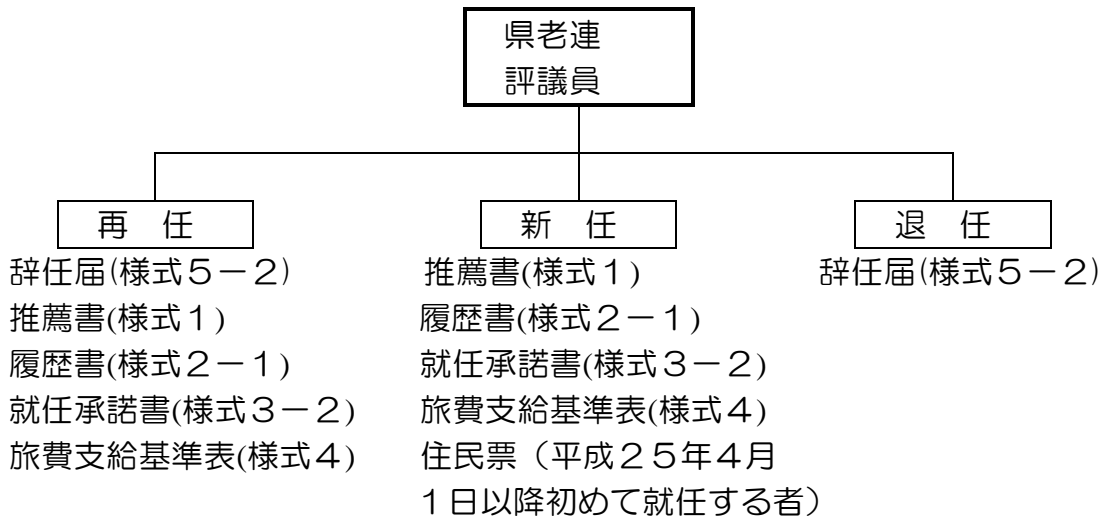 県老連
評議員
再　任
辞任届(様式５－２)
推薦書(様式１)
履歴書(様式２－１)
就任承諾書(様式３－２)
旅費支給基準表(様式４)
新　任
推薦書(様式１)
履歴書(様式２－１)
就任承諾書(様式３－２)
旅費支給基準表(様式４)
住民票（平成２５年４月
１日以降初めて就任する者）
退　任
辞任届(様式５－２)